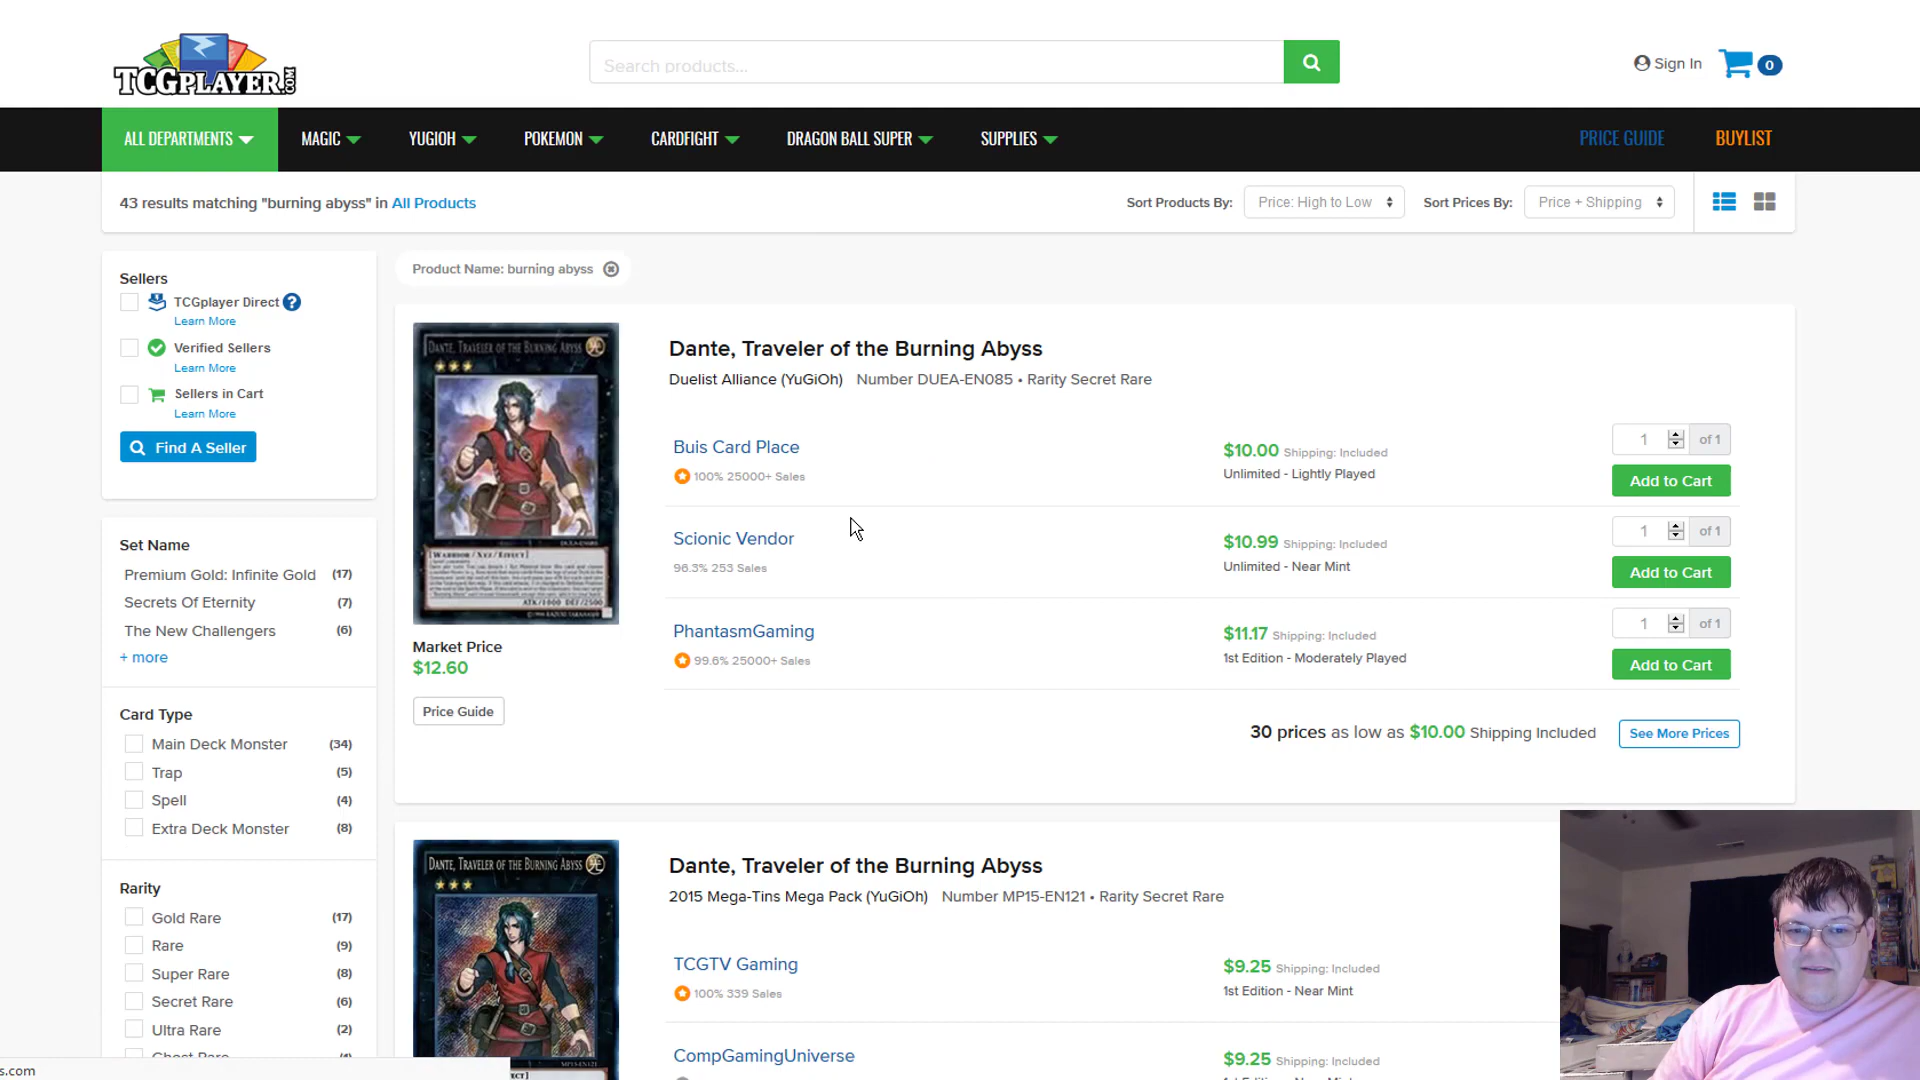 TCGPLAYER.COM
Search products...
Sign In
0
ALL DEPARTMENTS
MAGIC
YUGIOH
POKEMON
CARDFIGHT
DRAGON BALL SUPER
SUPPLIES
PRICE GUIDE
BUYLIST
43 results matching "burning abyss" in All Products
Sort Products By:
Price: High to Low
Sort Prices By:
Price + Shipping
Sellers
TCGplayer Direct ?
Learn More
Verified Sellers
Learn More
Sellers in Cart
Learn More
Find A Seller
Set Name
Premium Gold: Infinite Gold (17)
Secrets Of Eternity (7)
The New Challengers (6)
+ more
Card Type
Main Deck Monster (34)
Trap (5)
Spell (4)
Extra Deck Monster (8)
Rarity
Gold Rare (17)
Rare (9)
Super Rare (8)
Secret Rare (6)
Ultra Rare (2)
s.com
Product Name: burning abyss
DANTE, TRAVELER OF THE BURNING ABYSS
[WARRIOR/XYZ/EFFECT]
ATK/1000 DEF/2500
Market Price
$12.60
Price Guide
Dante, Traveler of the Burning Abyss
Duelist Alliance (YuGiOh) Number DUEA-EN085 • Rarity Secret Rare
Buis Card Place
100% 25000+ Sales
$10.00 Shipping: Included
Unlimited - Lightly Played
1 of 1
Add to Cart
Scionic Vendor
96.3% 253 Sales
$10.99 Shipping: Included
Unlimited - Near Mint
1 of 1
Add to Cart
PhantasmGaming
99.6% 25000+ Sales
$11.17 Shipping: Included
1st Edition - Moderately Played
1 of 1
Add to Cart
30 prices as low as $10.00 Shipping Included
See More Prices
DANTE, TRAVELER OF THE BURNING ABYSS
MP15-EN121
Dante, Traveler of the Burning Abyss
2015 Mega-Tins Mega Pack (YuGiOh) Number MP15-EN121 • Rarity Secret Rare
TCGTV Gaming
100% 339 Sales
$9.25 Shipping: Included
1st Edition - Near Mint
CompGamingUniverse
$9.25 Shipping: Included